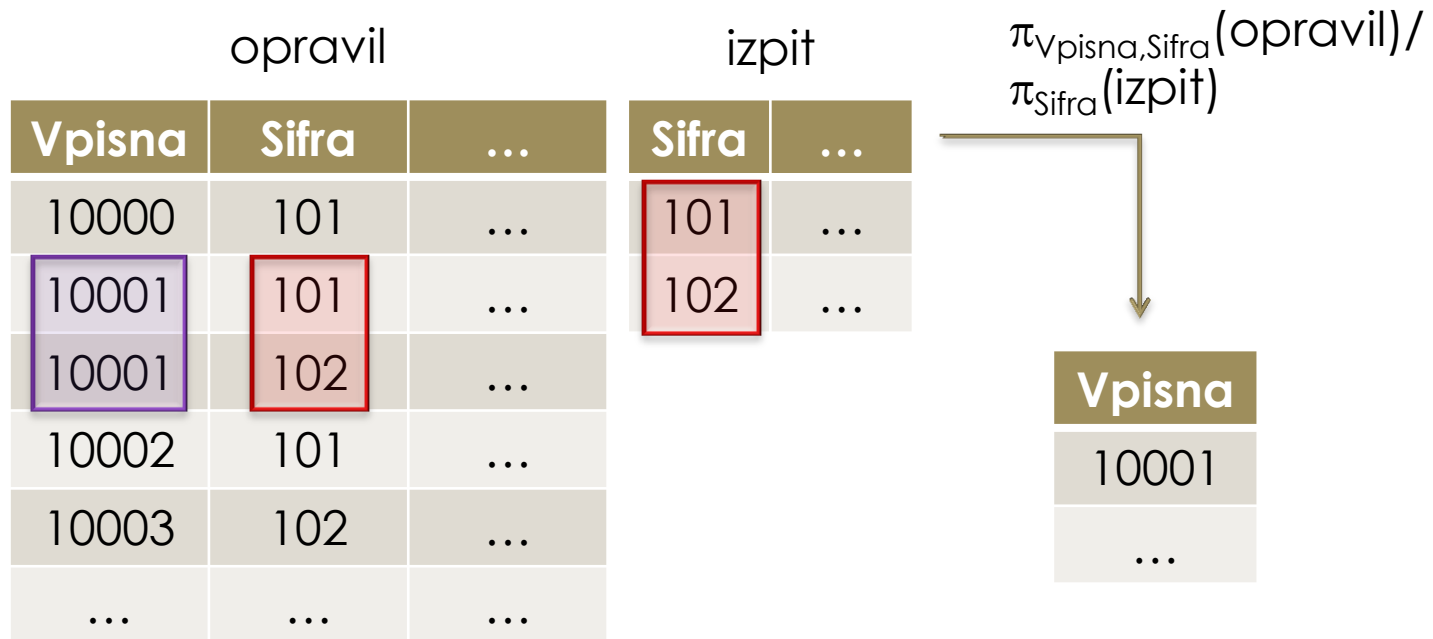 opravil
Vpisna Sifra …
10000 101 …
10001 101 …
10001 102 …
10002 101 …
10003 102 …
… … …
izpit
Sifra …
101 …
102 …
πVpisna,Sifra(opravil)/
πSifra(izpit)
Vpisna
10001
…